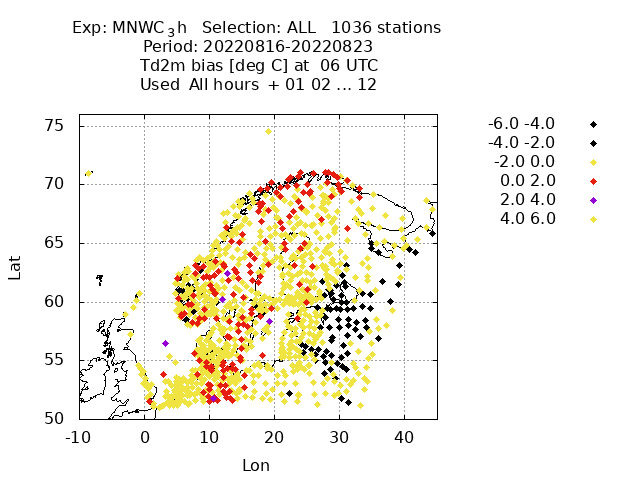 Exp: MNWC_3h   Selection: ALL   1036 stations
Period: 20220816-20220823
Td2m bias [deg C] at  06 UTC
Used  All hours  + 01 02 ... 12
-6.0 -4.0
-4.0 -2.0
-2.0 0.0
0.0 2.0
2.0 4.0
4.0 6.0
Lat
75
70
65
60
55
50
-10 0 10 20 30 40
Lon